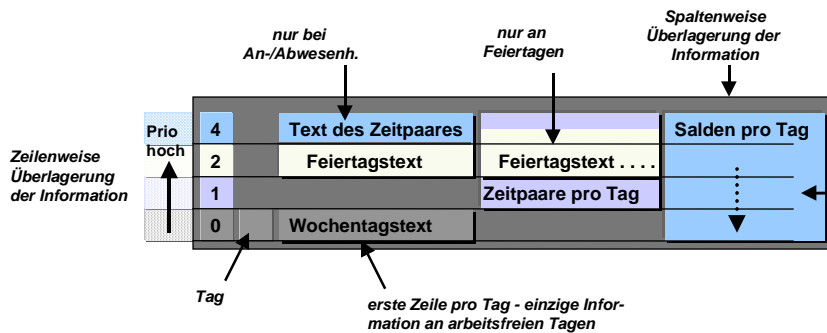 nur bei
An-/Abwesenh.
nur an
Feiertagen
Spaltenweise
Überlagerung der
Information
Zeilenweise
Überlagerung
der Information
Prio
hoch
4
Text des Zeitpaares
Salden pro Tag
2
Feiertagstext
Feiertagstext . . . .
1
Zeitpaare pro Tag
0
Wochentagstext
Tag
erste Zeile pro Tag - einzige Infor-
mation an arbeitsfreien Tagen